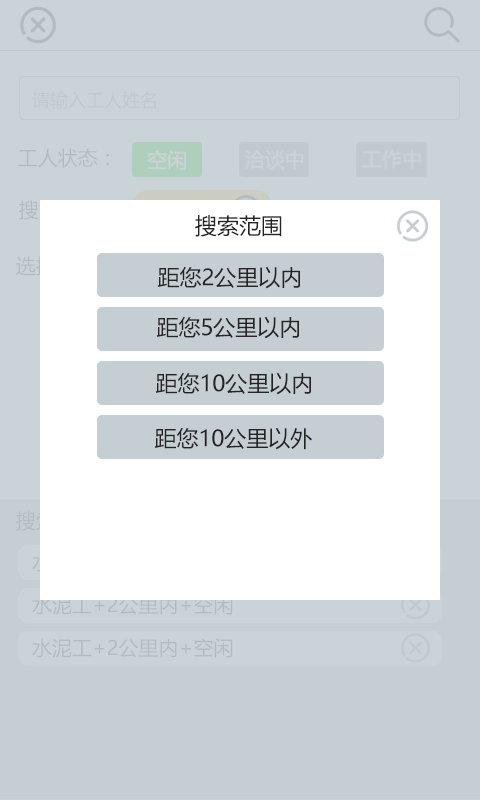 请输入工人姓名
工人状态：
空闲
洽谈中
工作中
搜
搜索范围
距您2公里以内
距您5公里以内
距您10公里以内
距您10公里以外
水泥工+2公里内+空闲
水泥工+2公里内+空闲